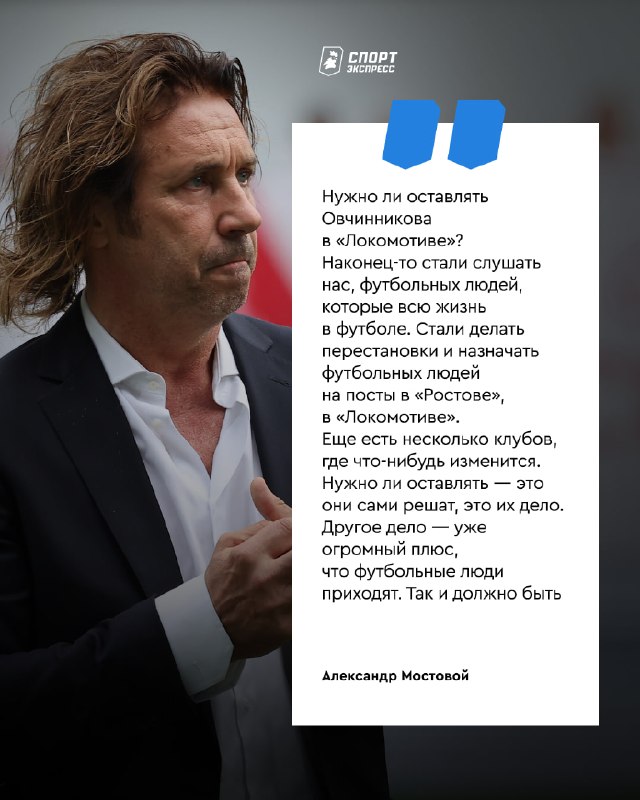 СПОРТ
ЭКСПРЕСС
Нужно ли оставлять
Овчинникова
в «Локомотиве»?
Наконец-то стали слушать
нас, футбольных людей,
которые всю жизнь
в футболе. Стали делать
перестановки и назначать
футбольных людей
на посты в «Ростове»,
в «Локомотиве».
Еще есть несколько клубов,
где что-нибудь изменится.
Нужно ли оставлять — это
они сами решат, это их дело.
Другое дело — уже
огромный плюс,
что футбольные люди
приходят. Так и должно быть
Александр Мостовой